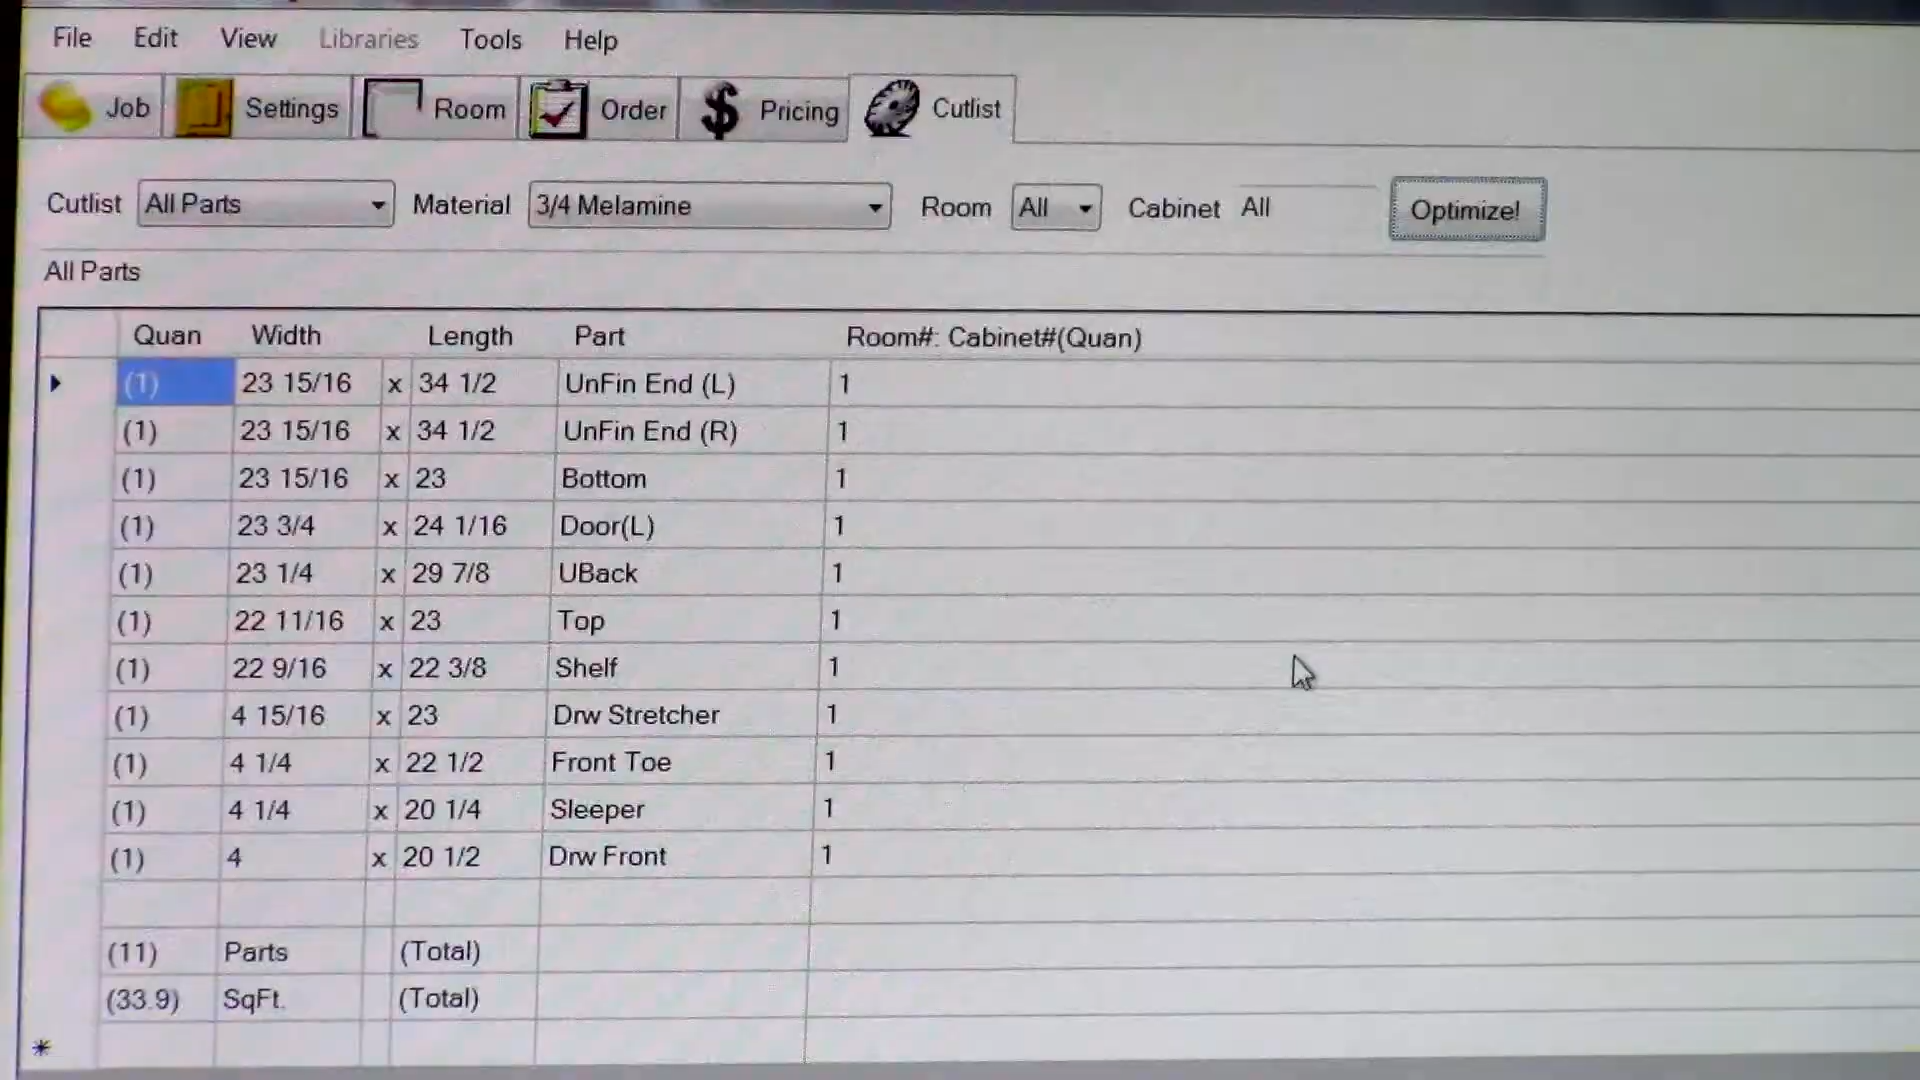 File Edit View Libraries Tools Help
Job Settings Room Order Pricing Cutlist
Cutlist All Parts Material 3/4 Melamine Room All Cabinet All Optimize!
All Parts
Quan Width Length Part Room#: Cabinet#(Quan)
(1) 23 15/16 x 34 1/2 UnFin End (L) 1
(1) 23 15/16 x 34 1/2 UnFin End (R) 1
(1) 23 15/16 x 23 Bottom 1
(1) 23 3/4 x 24 1/16 Door(L) 1
(1) 23 1/4 x 29 7/8 UBack 1
(1) 22 11/16 x 23 Top 1
(1) 22 9/16 x 22 3/8 Shelf 1
(1) 4 15/16 x 23 Drw Stretcher 1
(1) 4 1/4 x 22 1/2 Front Toe 1
(1) 4 1/4 x 20 1/4 Sleeper 1
(1) 4 x 20 1/2 Drw Front 1
(11) Parts (Total)
(33.9) SqFt. (Total)